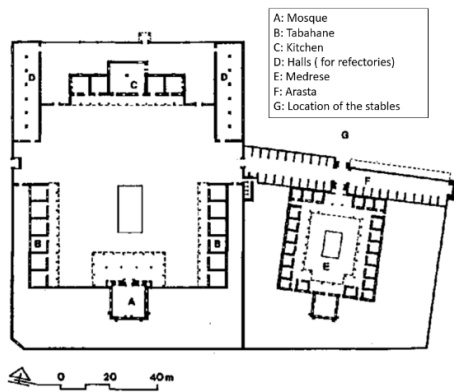 A: Mosque
B: Tabahane
C: Kitchen
D: Halls ( for refectories)
E: Medrese
F: Arasta
G: Location of the stables
D
C
D
G
F
B
B
E
A
0 20 40m